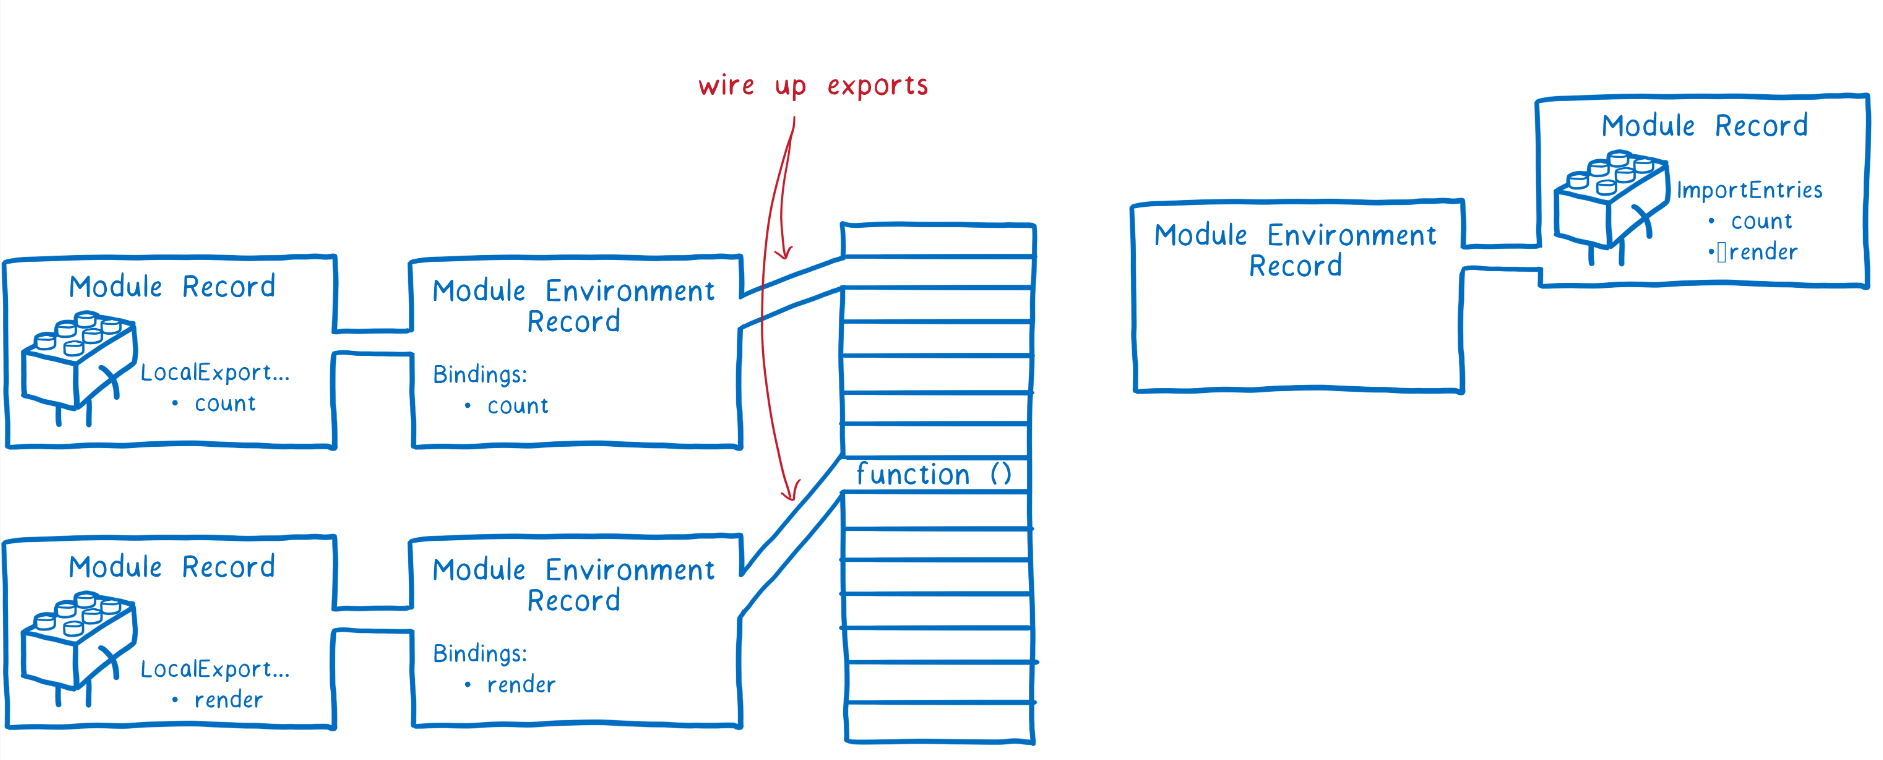 wire up exports
Module Record
LocalExport...
• count
Module Environment
Record
Bindings:
• count
Module Record
LocalExport...
• render
Module Environment
Record
Bindings:
• render
function ()
Module Environment
Record
Module Record
ImportEntries
• count
•▯render